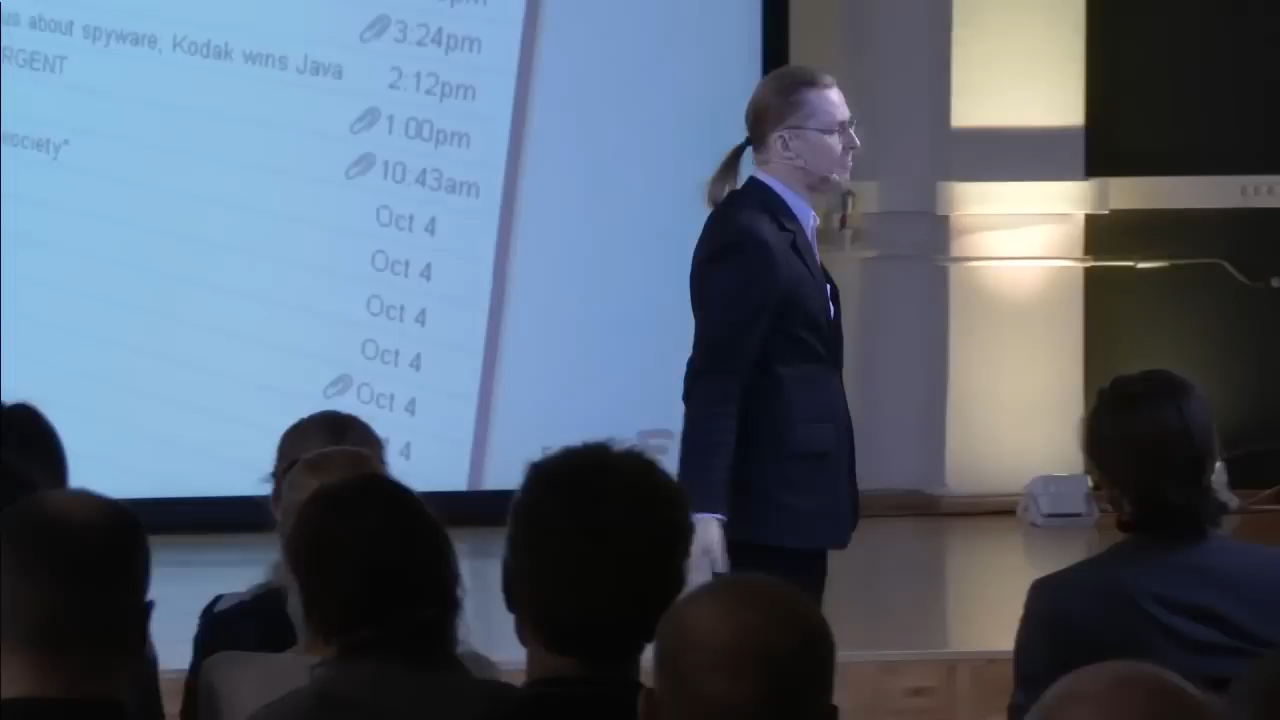 3:24pm
us about spyware, Kodak wins Java 2:12pm
RGENT
1:00pm
ociety" 10:43am
Oct 4
Oct 4
Oct 4
Oct 4
Oct 4
4